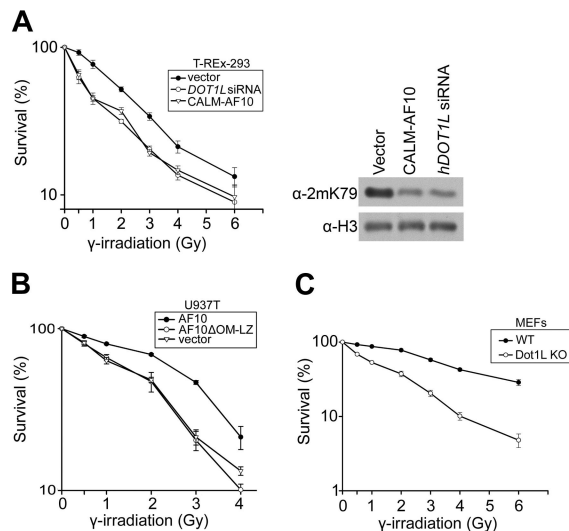 A
T-REx-293
vector
DOT1L siRNA
CALM-AF10
Survival (%)
100
10
0 1 2 3 4 5 6
γ-irradiation (Gy)
Vector
CALM-AF10
hDOT1L siRNA
α-2mK79
α-H3
B
U937T
AF10
AF10ΔOM-LZ
vector
Survival (%)
100
10
0 1 2 3 4
γ-irradiation (Gy)
C
MEFs
WT
Dot1L KO
Survival (%)
100
10
1
0 1 2 3 4 5 6
γ-irradiation (Gy)